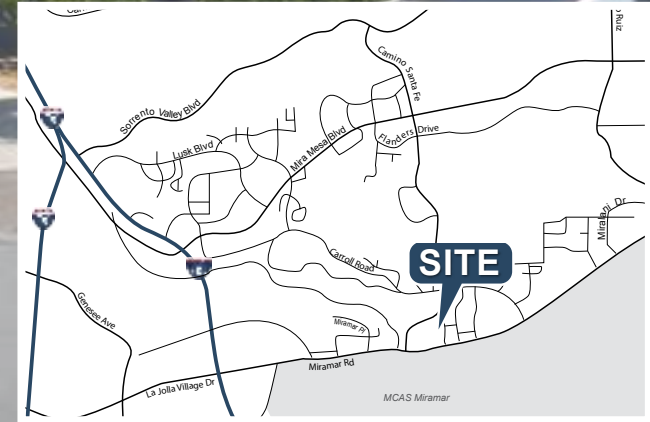 o Ruiz
Camino Santa Fe
Sorrento Valley Blvd
Mira Mesa Blvd
Flanders Drive
Lusk Blvd
Miralani Dr
Carroll Road
SITE
Genesee Ave
Miramar Pl
Miramar Rd
La Jolla Village Dr
MCAS Miramar